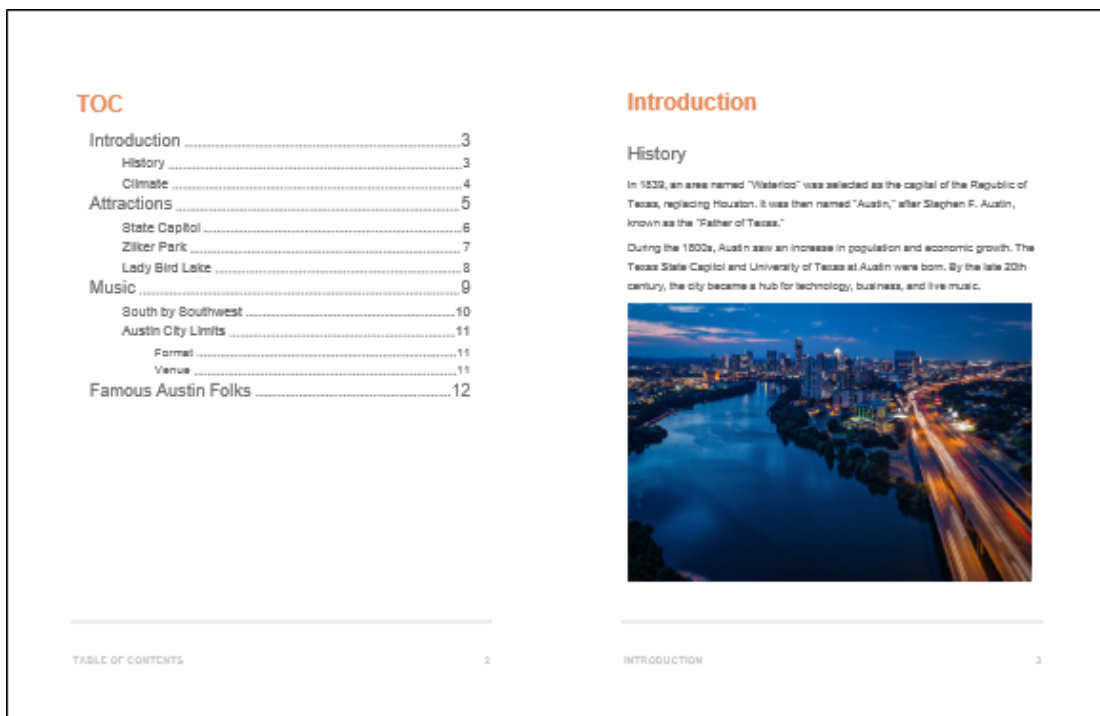 TOC
Introduction ........ 3
History ........ 3
Climate ........ 4
Attractions ........ 5
State Capitol ........ 6
Zilker Park ........ 7
Lady Bird Lake ........ 8
Music ........ 9
South by Southwest ........ 10
Austin City Limits ........ 11
Format ........ 11
Venue ........ 11
Famous Austin Folks ........ 12
TABLE OF CONTENTS 2
Introduction
History
In 1839, an area named "Waterloo" was selected as the capital of the Republic of
Texas, replacing Houston. It was then named "Austin," after Stephen F. Austin,
known as the "Father of Texas."
During the 1800s, Austin saw an increase in population and economic growth. The
Texas State Capitol and University of Texas at Austin were born. By the late 20th
century, the city became a hub for technology, business, and live music.
INTRODUCTION 3